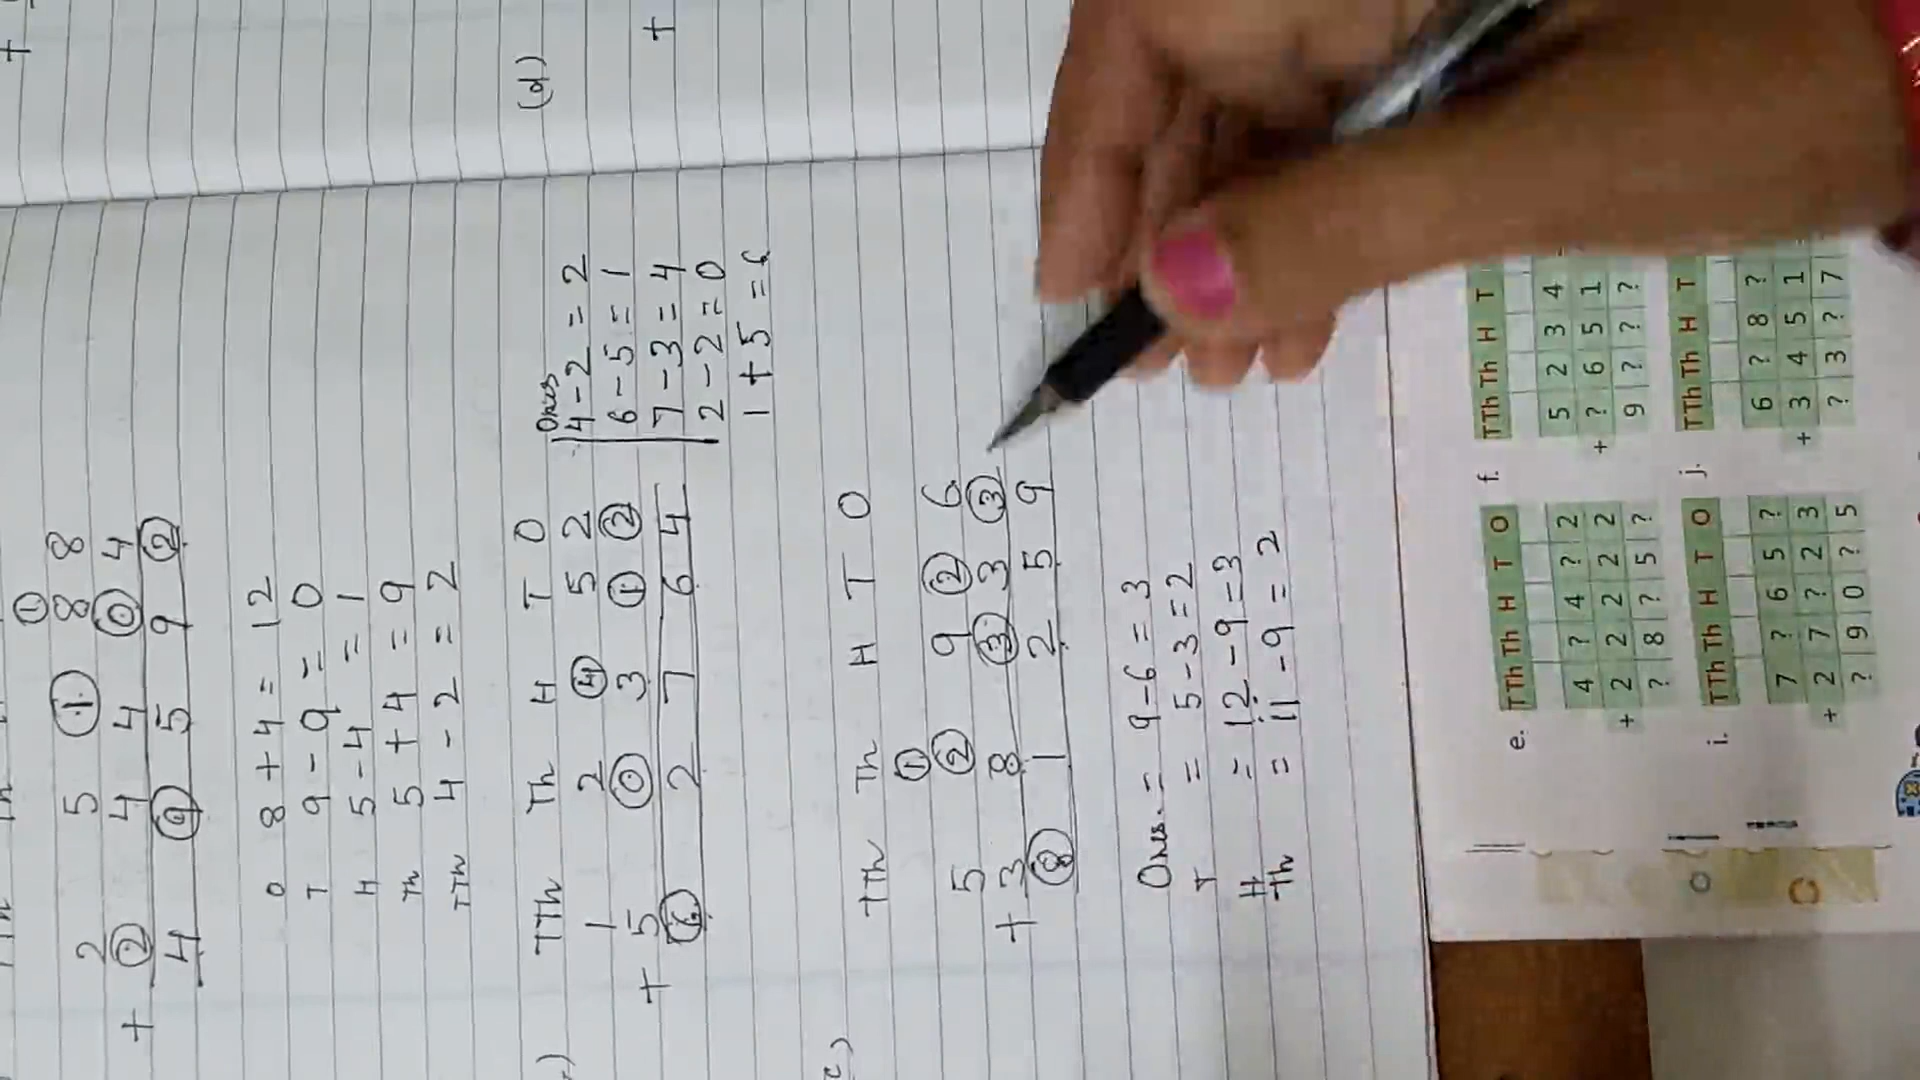 8 8
2 5 1 8 8
+ 2 4 4 0 4
4 9 5 9 2
O 8 + 4 = 12
T 9 - 9 = 0
H 5 - 4 = 1
Th 5 + 4 = 9
TTh 4 - 2 = 2
TTh Th H T O
1 2 4 5 2
+ 5 0 3 1 2
6 2 7 6 4
Ones
4 - 2 = 2
6 - 5 = 1
7 - 3 = 4
2 - 2 = 0
1 + 5 = 6
(d)
+
TTh Th H T O
1
5 2 9 2 6
+ 3 8 3 3 3
1 2 5 9
Ones. = 9 - 6 = 3
T = 5 - 3 = 2
H = 12 - 9 = 3
Th = 11 - 9 = 2
e. TTh Th H T O
4 ? 4 ? 2
+ 2 2 2 2 2
? 8 ? 5 ?
f. TTh Th H T
5 2 3 4
+ ? 6 5 1
9 ? ? ?
i. TTh Th H T O
7 ? 6 5 ?
+ 2 7 ? 2 3
? 9 0 ? 5
j. TTh Th H T
6 ? 8 ?
+ 3 4 5 1
? 3 ? 7